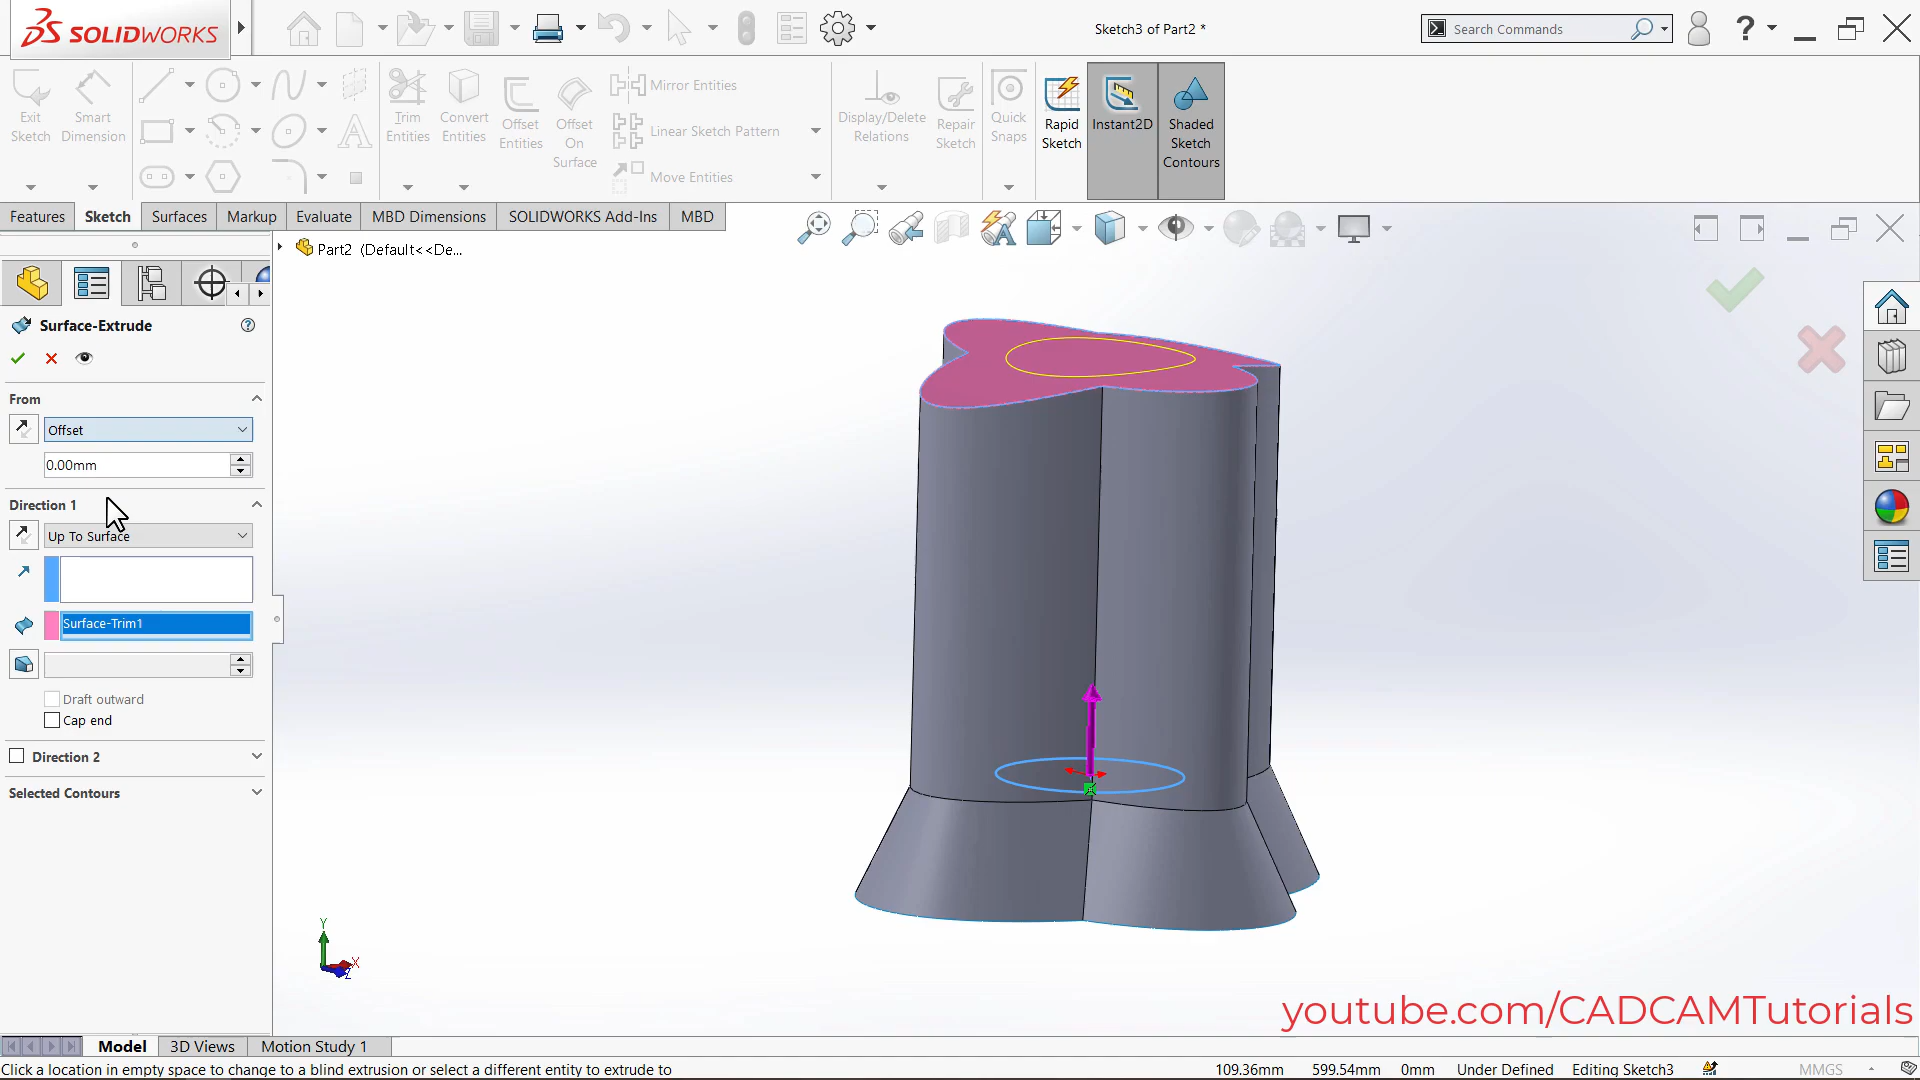 SOLIDWORKS
Sketch3 of Part2 *
Search Commands
Exit Sketch
Smart Dimension
Trim Entities
Convert Entities
Offset Entities
Offset On Surface
Mirror Entities
Linear Sketch Pattern
Move Entities
Display/Delete Relations
Repair Sketch
Quick Snaps
Rapid Sketch
Instant2D
Shaded Sketch Contours
Features
Sketch
Surfaces
Markup
Evaluate
MBD Dimensions
SOLIDWORKS Add-Ins
MBD
Part2 (Default<<De...
Surface-Extrude
From
Offset
0.00mm
Direction 1
Up To Surface
Surface-Trim1
Draft outward
Cap end
Direction 2
Selected Contours
Y
X
Z
youtube.com/CADCAMTutorials
Model
3D Views
Motion Study 1
Click a location in empty space to change to a blind extrusion or select a different entity to extrude to
109.36mm
599.54mm
0mm
Under Defined
Editing Sketch3
MMGS